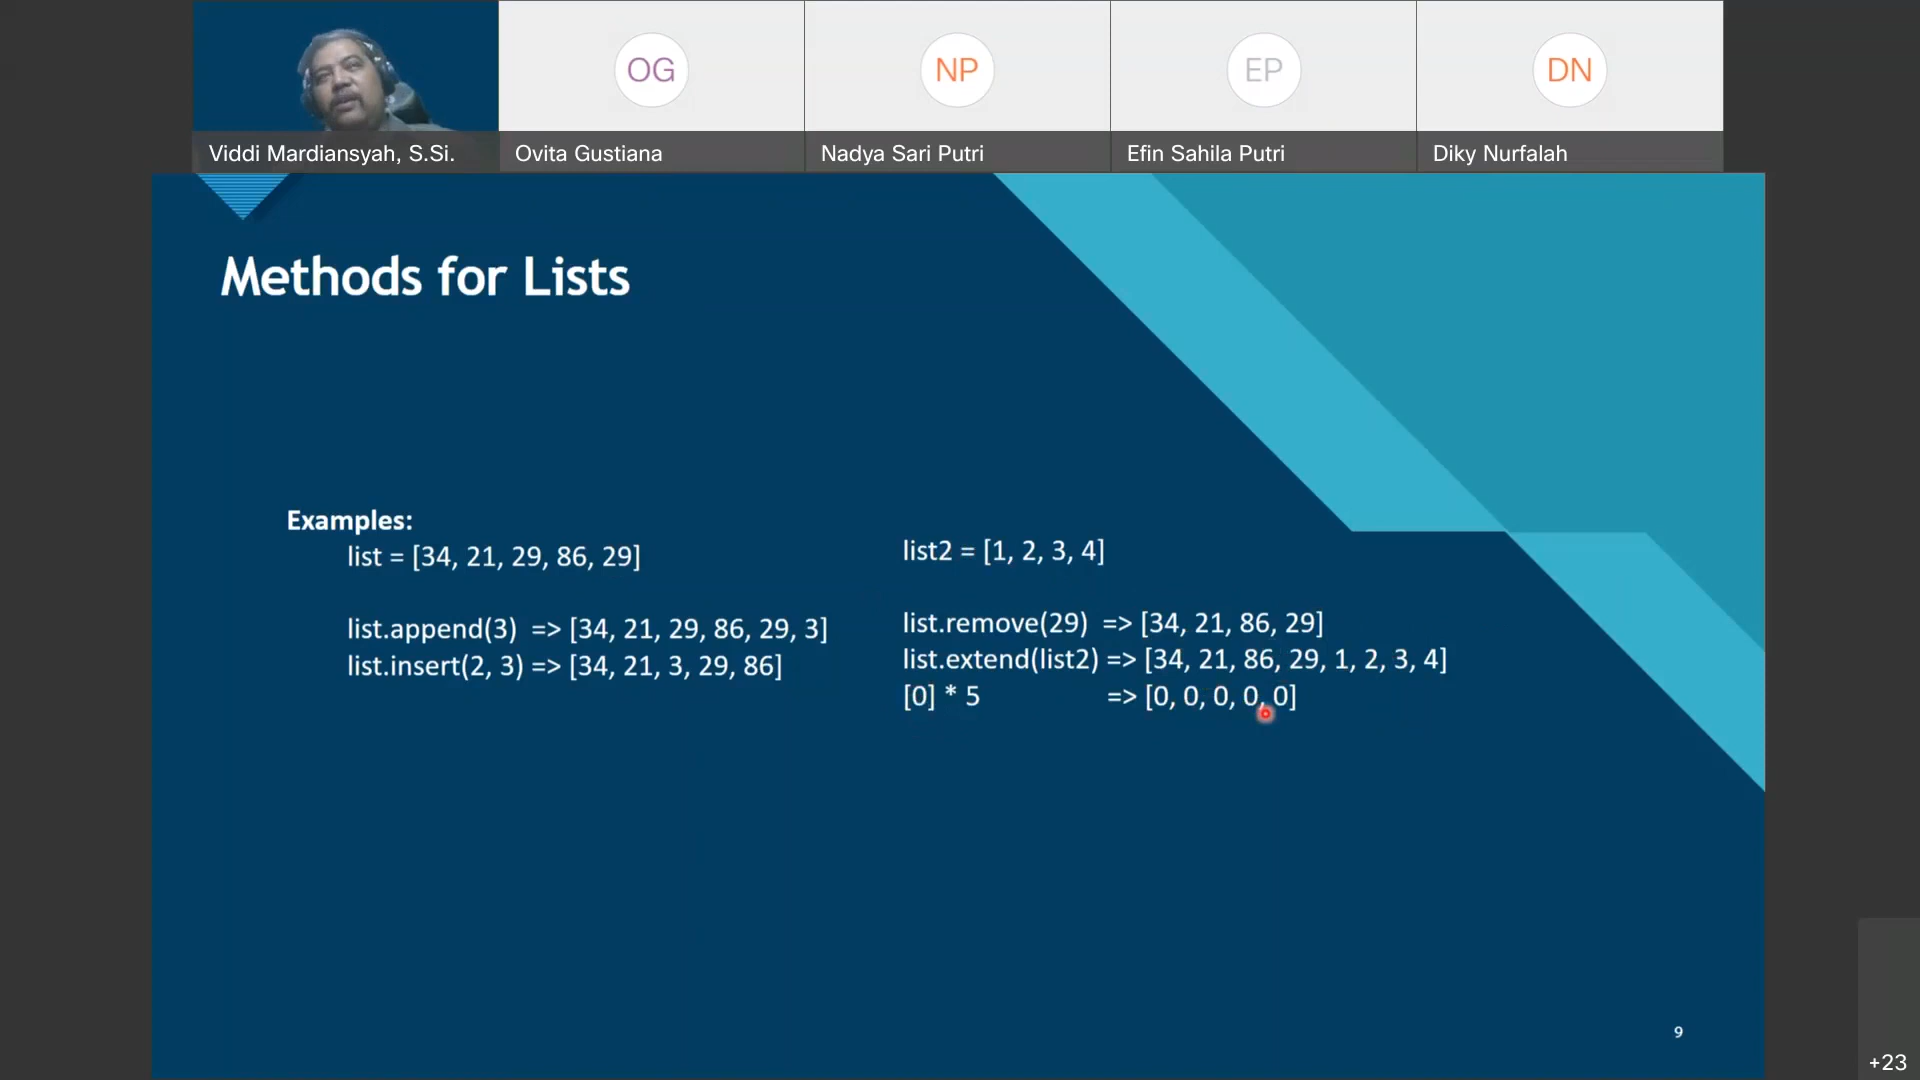 OG
NP
EP
DN
Viddi Mardiansyah, S.Si.
Ovita Gustiana
Nadya Sari Putri
Efin Sahila Putri
Diky Nurfalah
Methods for Lists
Examples:
list = [34, 21, 29, 86, 29]
list.append(3) => [34, 21, 29, 86, 29, 3]
list.insert(2, 3) => [34, 21, 3, 29, 86]
list2 = [1, 2, 3, 4]
list.remove(29) => [34, 21, 86, 29]
list.extend(list2) => [34, 21, 86, 29, 1, 2, 3, 4]
[0] * 5 => [0, 0, 0, 0, 0]
9
+23